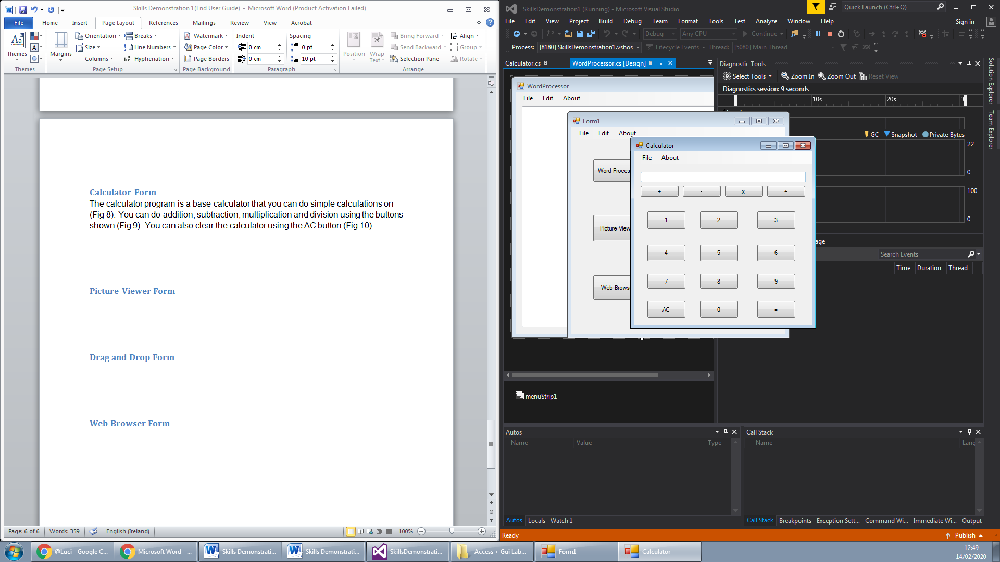 Skills Demonstration 1(End User Guide) - Microsoft Word (Product Activation Failed)
File Home Insert Page Layout References Mailings Review View Acrobat
Themes
Margins
Orientation
Size
Columns
Breaks
Line Numbers
Hyphenation
Watermark
Page Color
Page Borders
Indent
0 cm
0 cm
Spacing
0 pt
10 pt
Position
Wrap
Text
Bring Forward
Send Backward
Selection Pane
Align
Group
Rotate
Themes Page Setup Page Background Paragraph Arrange
Calculator Form
The calculator program is a base calculator that you can do simple calculations on
(Fig 8). You can do addition, subtraction, multiplication and division using the buttons
shown (Fig 9). You can also clear the calculator using the AC button (Fig 10).
Picture Viewer Form
Drag and Drop Form
Web Browser Form
Page: 6 of 6 Words: 359 English (Ireland) 100%
SkillsDemonstration1 (Running) - Microsoft Visual Studio
Quick Launch (Ctrl+Q)
File Edit View Project Build Debug Team Format Tools Test Analyze Window Help
Sign in
Debug Any CPU Continue
Process: [8180] SkillsDemonstration1.vshos Lifecycle Events Thread: [5080] Main Thread
Calculator.cs WordProcessor.cs [Design]
WordProcessor
File Edit About
Form1
File Edit About
Word Proces
Picture View
Web Browse
Calculator
File About
+ - x ÷
1 2 3
4 5 6
7 8 9
AC 0 =
menuStrip1
Diagnostic Tools
Select Tools Zoom In Zoom Out Reset View
Diagnostics session: 9 seconds
10s 20s 3
GC Snapshot Private Bytes
22
0
100
0
age
Search Events
Time Duration Thread
Solution Explorer
Team Explorer
Autos
Name Value Type
Autos Locals Watch 1
Call Stack
Name Lang
Call Stack Breakpoints Exception Sett... Command Wi... Immediate Wi... Output
Ready
Publish
@Luci - Google C... Microsoft Word - ... Skills Demonstrati... Skills Demonstrati... SkillsDemonstrati... Access + Gui Lab... Form1 Calculator
12:49
14/02/2020